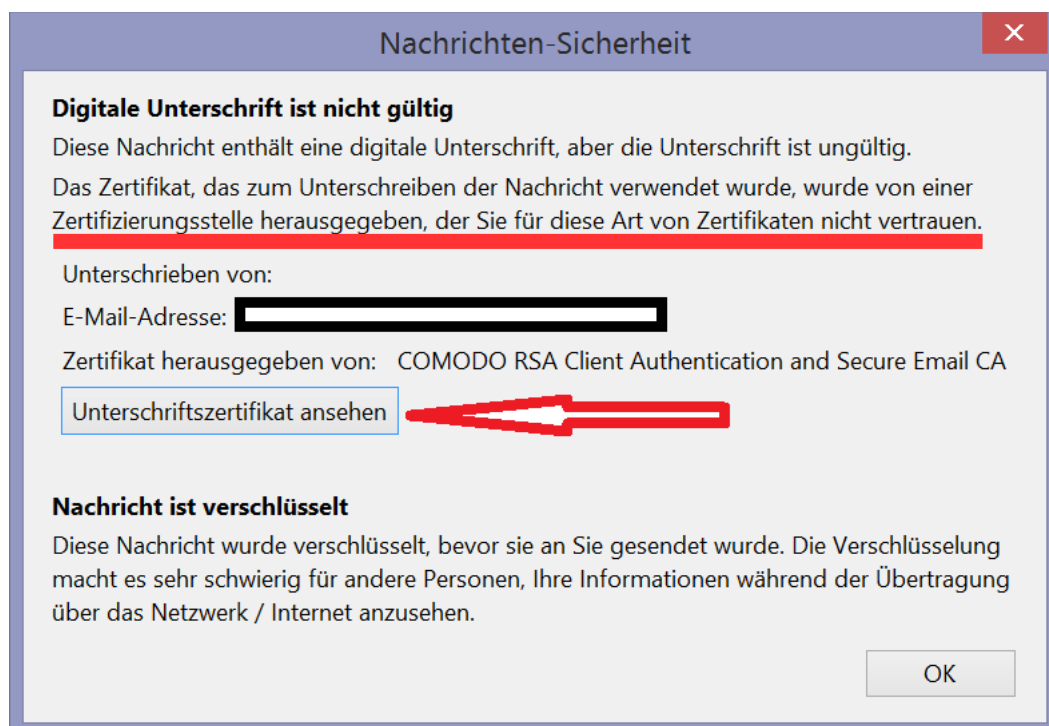 Nachrichten-Sicherheit
Digitale Unterschrift ist nicht gültig
Diese Nachricht enthält eine digitale Unterschrift, aber die Unterschrift ist ungültig.
Das Zertifikat, das zum Unterschreiben der Nachricht verwendet wurde, wurde von einer
Zertifizierungsstelle herausgegeben, der Sie für diese Art von Zertifikaten nicht vertrauen.
Unterschrieben von:
E-Mail-Adresse:
Zertifikat herausgegeben von: COMODO RSA Client Authentication and Secure Email CA
Unterschriftszertifikat ansehen
Nachricht ist verschlüsselt
Diese Nachricht wurde verschlüsselt, bevor sie an Sie gesendet wurde. Die Verschlüsselung
macht es sehr schwierig für andere Personen, Ihre Informationen während der Übertragung
über das Netzwerk / Internet anzusehen.
OK